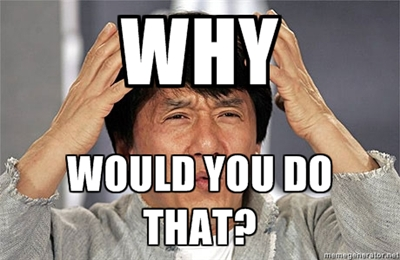 WHY
WOULD YOU DO
THAT?
memegenerator.net